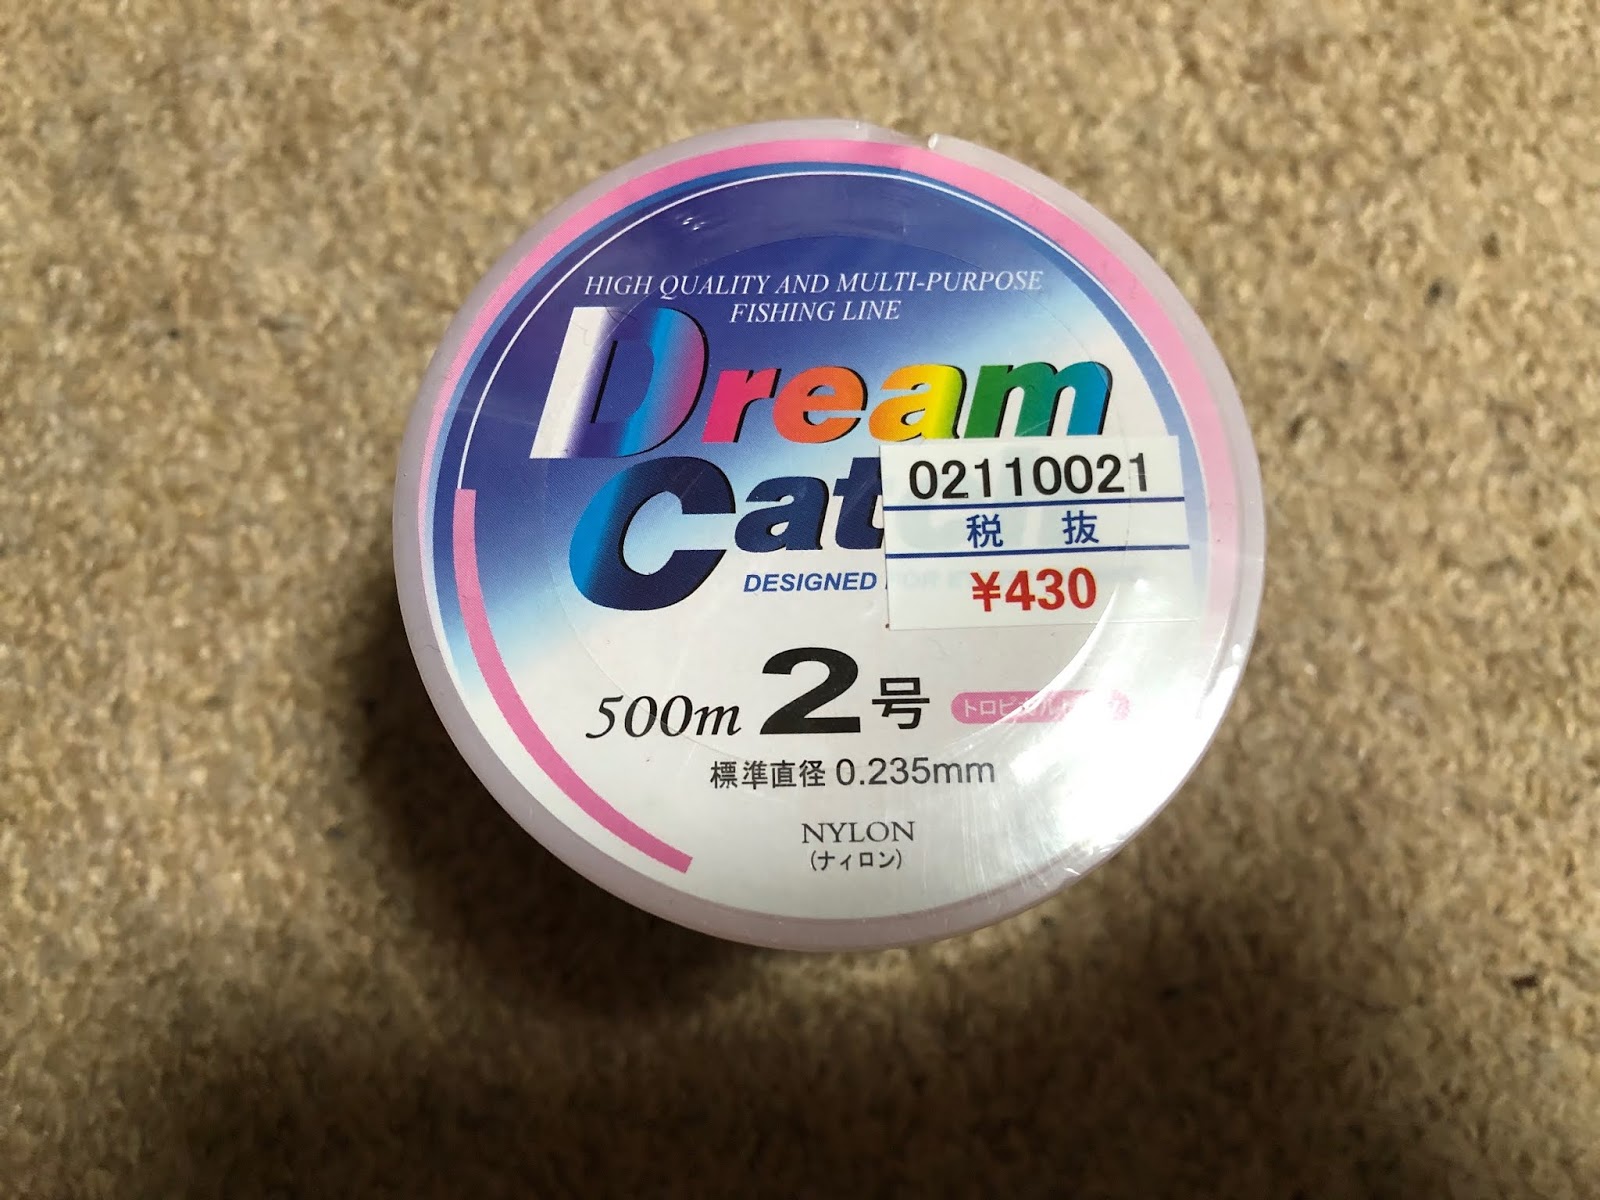 HIGH QUALITY AND MULTI-PURPOSE
FISHING LINE
Dream
02110021
税 抜
¥430
DESIGNED
500m 2号
標準直径 0.235mm
NYLON
(ナイロン)